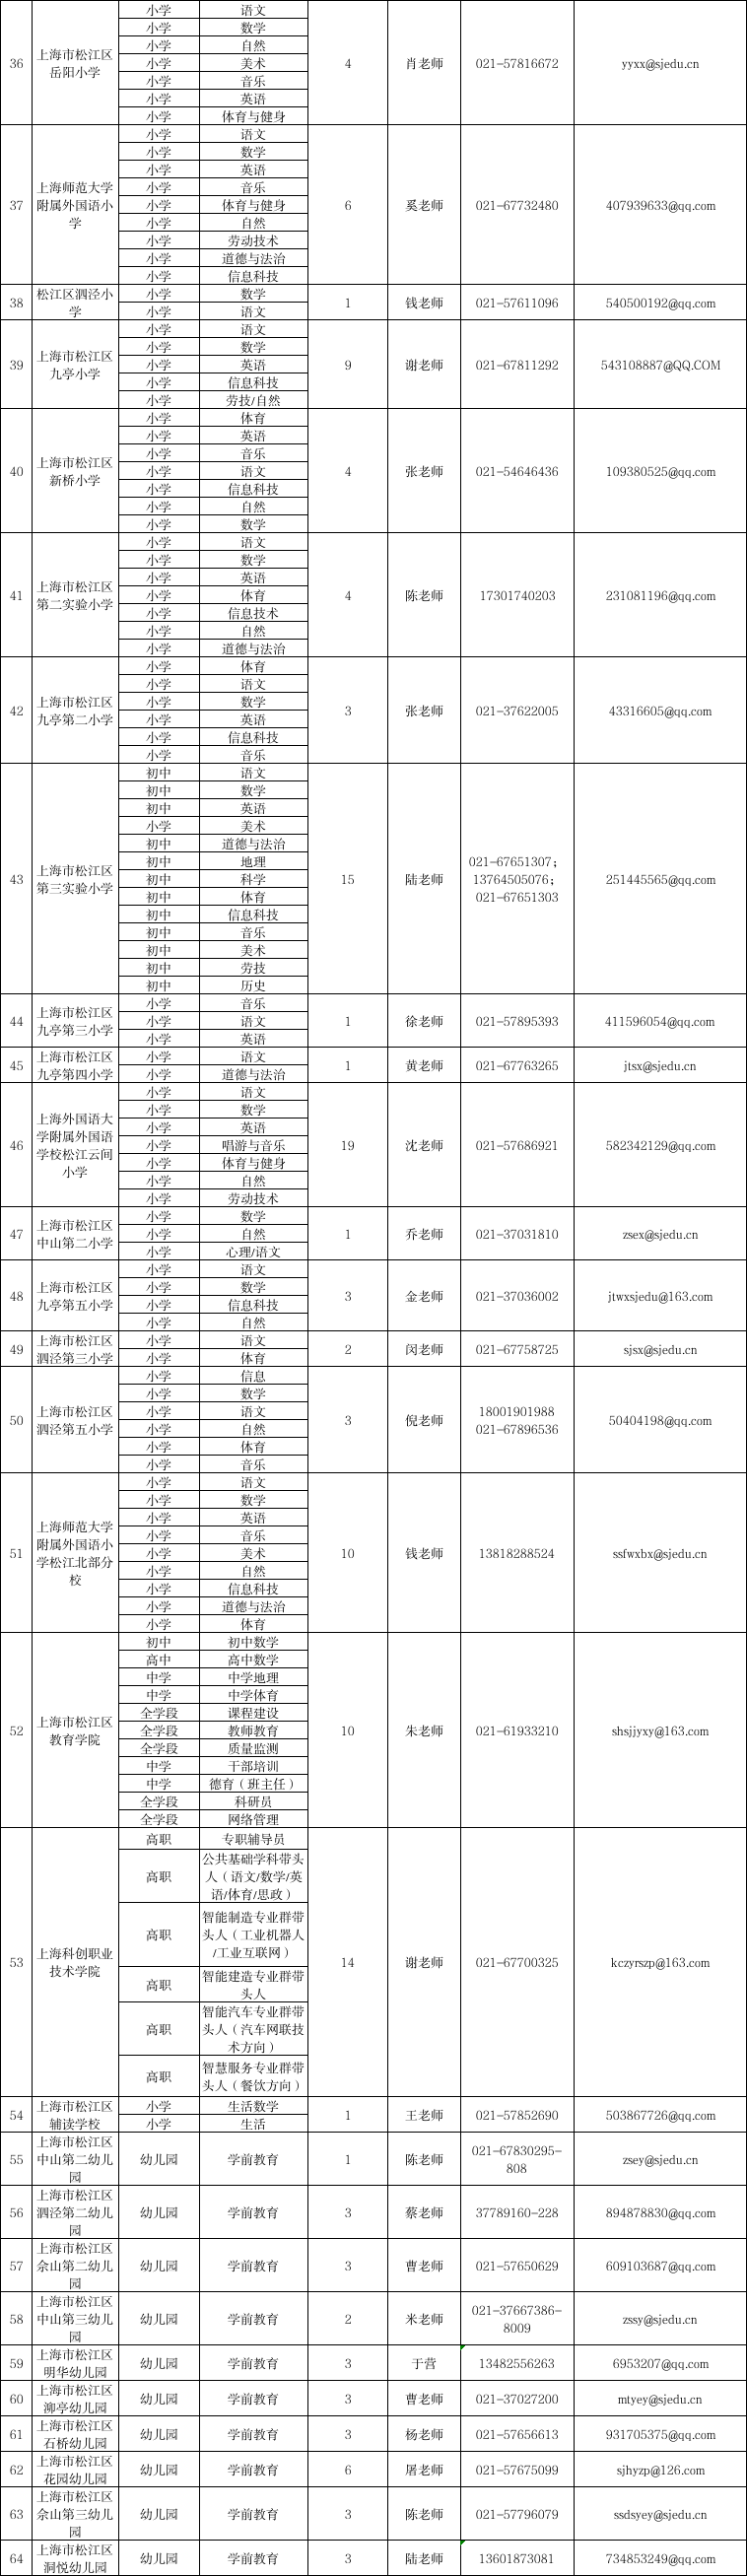 36 上海市松江区岳阳小学 小学 语文 4 肖老师 021-57816672 yyxx@sjedu.cn
小学 数学
小学 自然
小学 美术
小学 音乐
小学 英语
小学 体育与健身
37 上海师范大学附属外国语小学 小学 语文 6 奚老师 021-67732480 407939633@qq.com
小学 数学
小学 英语
小学 音乐
小学 体育与健身
小学 自然
小学 劳动技术
小学 道德与法治
小学 信息科技
38 松江区泗泾小学 小学 数学 1 钱老师 021-57611096 540500192@qq.com
小学 语文
39 上海市松江区九亭小学 小学 语文 9 谢老师 021-67811292 543108887@QQ.COM
小学 数学
小学 英语
小学 信息科技
小学 劳技/自然
40 上海市松江区新桥小学 小学 体育 4 张老师 021-54646436 109380525@qq.com
小学 英语
小学 音乐
小学 语文
小学 信息科技
小学 自然
小学 数学
41 上海市松江区第二实验小学 小学 语文 4 陈老师 17301740203 231081196@qq.com
小学 数学
小学 英语
小学 体育
小学 信息技术
小学 自然
小学 道德与法治
42 上海市松江区九亭第二小学 小学 体育 3 张老师 021-37622005 43316605@qq.com
小学 语文
小学 数学
小学 英语
小学 信息科技
小学 音乐
43 上海市松江区第三实验小学 初中 语文 15 陆老师 021-67651307; 13764505076; 021-67651303 251445565@qq.com
初中 数学
初中 英语
小学 美术
初中 道德与法治
初中 地理
初中 科学
初中 体育
初中 信息科技
初中 音乐
初中 美术
初中 劳技
初中 历史
44 上海市松江区九亭第三小学 小学 音乐 1 徐老师 021-57895393 411596054@qq.com
小学 语文
小学 英语
45 上海市松江区九亭第四小学 小学 语文 1 黄老师 021-67763265 jtsx@sjedu.cn
小学 道德与法治
46 上海外国语大学附属外国语学校松江云间小学 小学 语文 19 沈老师 021-57686921 582342129@qq.com
小学 数学
小学 英语
小学 唱游与音乐
小学 体育与健身
小学 自然
小学 劳动技术
47 上海市松江区中山第二小学 小学 数学 1 乔老师 021-37031810 zsex@sjedu.cn
小学 自然
小学 心理/语文
48 上海市松江区九亭第五小学 小学 语文 3 金老师 021-37036002 jtwxsjedu@163.com
小学 数学
小学 信息科技
小学 自然
49 上海市松江区泗泾第三小学 小学 语文 2 闵老师 021-67758725 sjsx@sjedu.cn
小学 体育
50 上海市松江区泗泾第五小学 小学 信息 3 倪老师 18001901988 021-67896536 50404198@qq.com
小学 数学
小学 语文
小学 自然
小学 体育
小学 音乐
51 上海师范大学附属外国语小学松江北部分校 小学 语文 10 钱老师 13818288524 ssfwxbx@sjedu.cn
小学 数学
小学 英语
小学 音乐
小学 美术
小学 自然
小学 信息科技
小学 道德与法治
小学 体育
52 上海市松江区教育学院 初中 初中数学 10 朱老师 021-61933210 shsjjyxy@163.com
高中 高中数学
中学 中学地理
中学 中学体育
全学段 课程建设
全学段 教师教育
全学段 质量监测
中学 干部培训
中学 德育（班主任）
全学段 科研员
全学段 网络管理
53 上海科创职业技术学院 高职 专职辅导员 14 谢老师 021-67700325 kczyrszp@163.com
高职 公共基础学科带头人（语文/数学/英语/体育/思政）
高职 智能制造专业群带头人（工业机器人/工业互联网）
高职 智能建造专业群带头人
高职 智能汽车专业群带头人（汽车网联技术方向）
高职 智慧服务专业群带头人（餐饮方向）
54 上海市松江区辅读学校 小学 生活数学 1 王老师 021-57852690 503867726@qq.com
小学 生活
55 上海市松江区中山第二幼儿园 幼儿园 学前教育 1 陈老师 021-67830295-808 zsey@sjedu.cn
56 上海市松江区泗泾第二幼儿园 幼儿园 学前教育 3 蔡老师 37789160-228 894878830@qq.com
57 上海市松江区佘山第二幼儿园 幼儿园 学前教育 3 曹老师 021-57650629 609103687@qq.com
58 上海市松江区中山第三幼儿园 幼儿园 学前教育 2 米老师 021-37667386-8009 zssy@sjedu.cn
59 上海市松江区明华幼儿园 幼儿园 学前教育 3 于营 13482556263 6953207@qq.com
60 上海市松江区泖亭幼儿园 幼儿园 学前教育 3 曹老师 021-37027200 mtyey@sjedu.cn
61 上海市松江区石桥幼儿园 幼儿园 学前教育 3 杨老师 021-57656613 931705375@qq.com
62 上海市松江区花园幼儿园 幼儿园 学前教育 6 屠老师 021-57675099 sjhyzp@126.com
63 上海市松江区佘山第三幼儿园 幼儿园 学前教育 3 陈老师 021-57796079 ssdsyey@sjedu.cn
64 上海市松江区润悦幼儿园 幼儿园 学前教育 3 陆老师 13601873081 734853249@qq.com